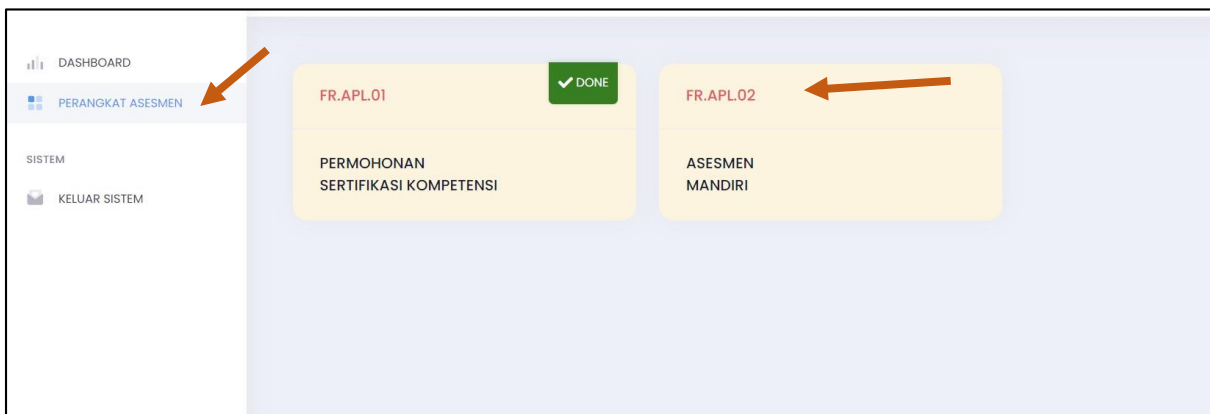 DASHBOARD
PERANGKAT ASESMEN
SISTEM
KELUAR SISTEM
FR.APL.01
DONE
PERMOHONAN
SERTIFIKASI KOMPETENSI
FR.APL.02
ASESMEN
MANDIRI